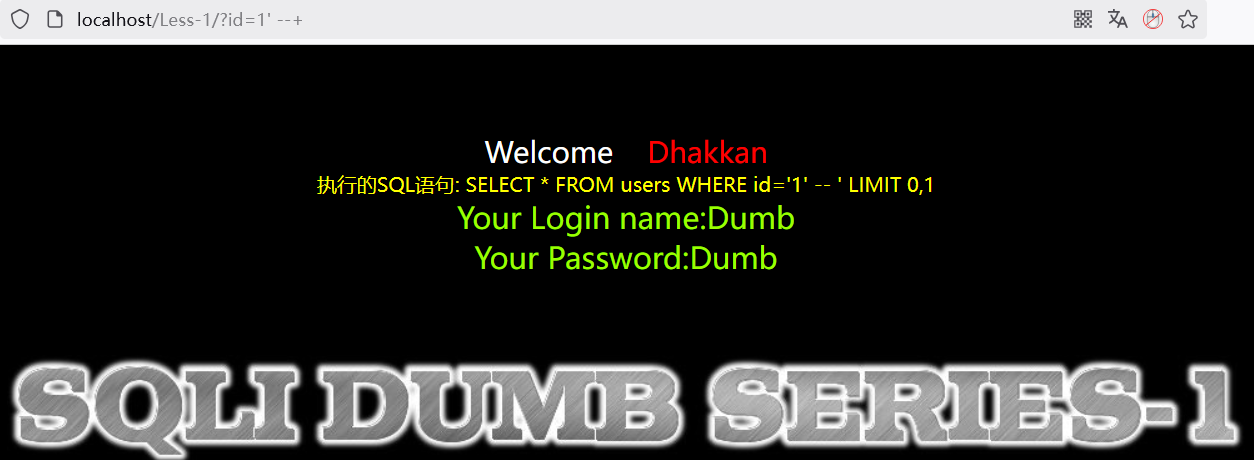 localhost/Less-1/?id=1' --+
Welcome Dhakkan
执行的SQL语句: SELECT * FROM users WHERE id='1' -- ' LIMIT 0,1
Your Login name:Dumb
Your Password:Dumb
SQLI DUMB SERIES-1